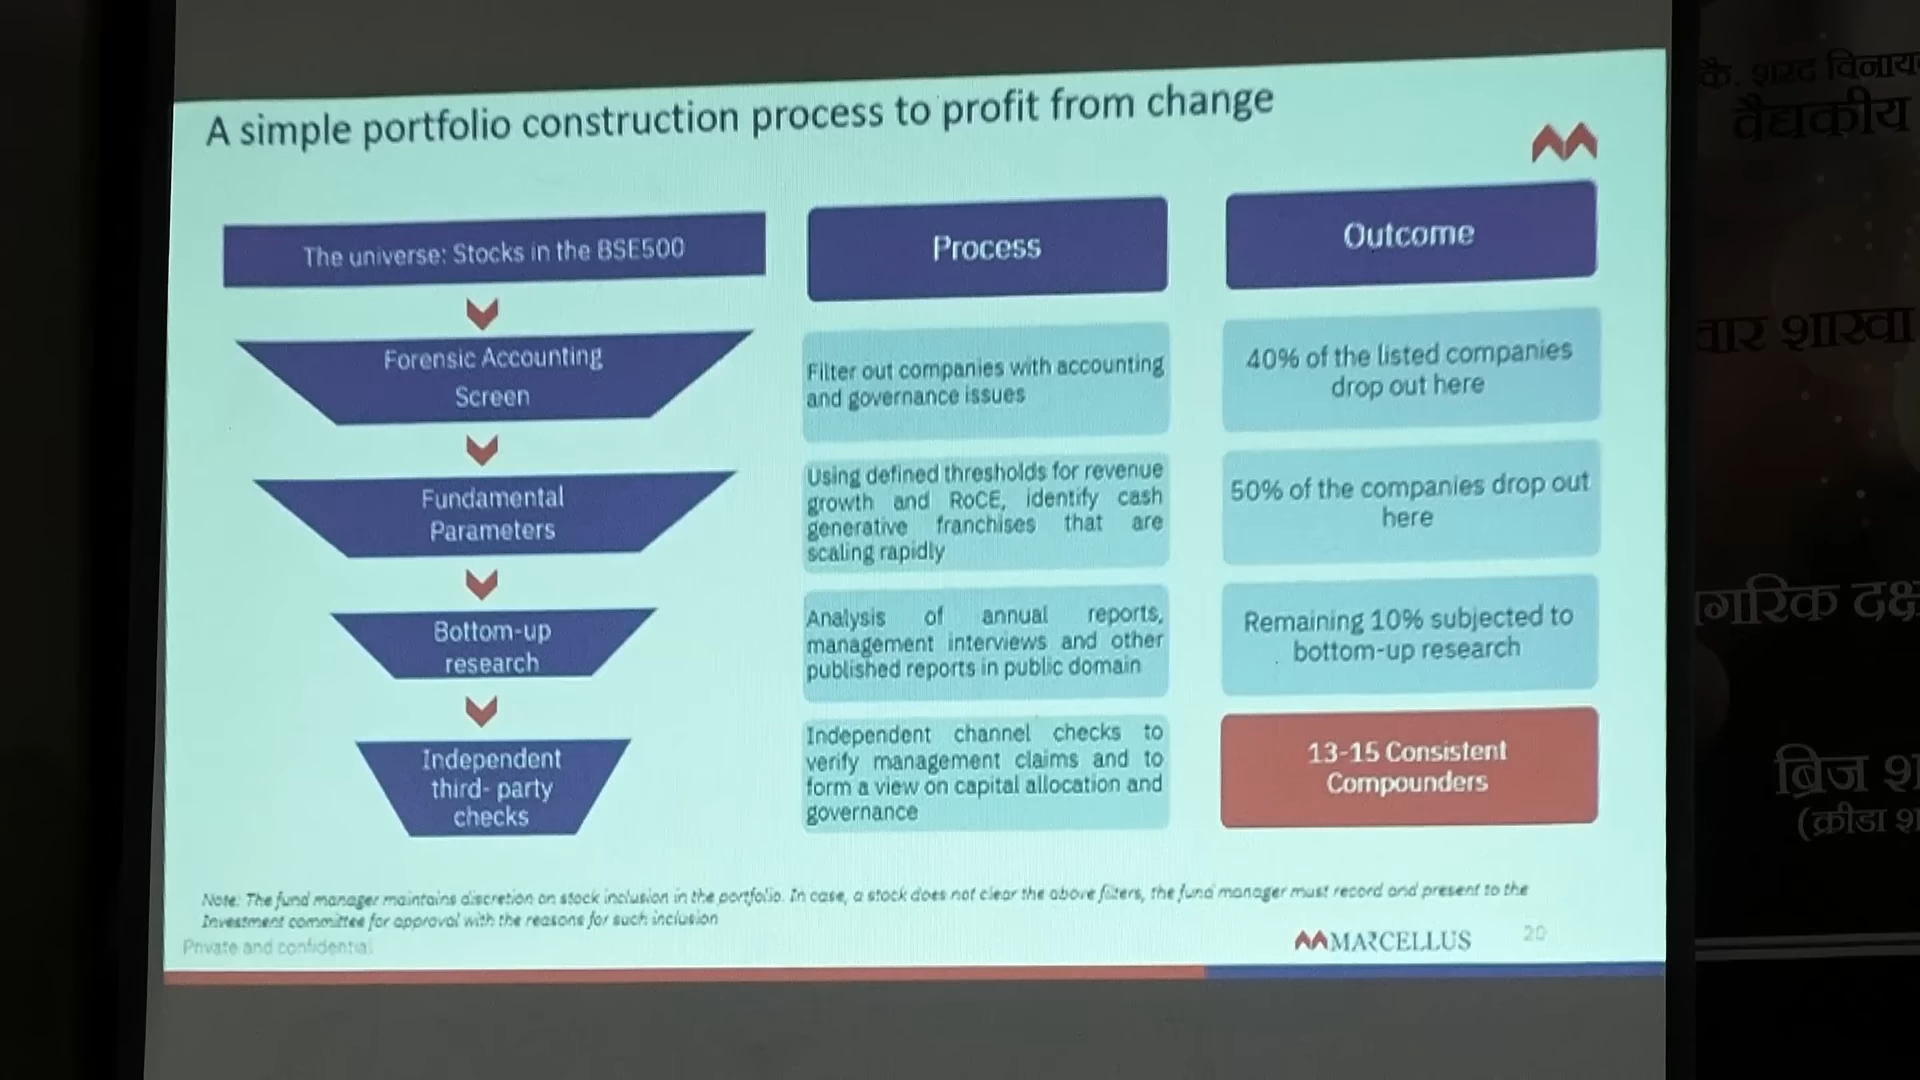 A simple portfolio construction process to profit from change
The universe: Stocks in the BSE500
Process
Outcome
Forensic Accounting
Screen
Filter out companies with accounting
and governance issues
40% of the listed companies
drop out here
Fundamental
Parameters
Using defined thresholds for revenue
growth and RoCE, identify cash
generative franchises that are
scaling rapidly
50% of the companies drop out
here
Bottom-up
research
Analysis of annual reports,
management interviews and other
published reports in public domain
Remaining 10% subjected to
bottom-up research
Independent
third- party
checks
Independent channel checks to
verify management claims and to
form a view on capital allocation and
governance
13-15 Consistent
Compounders
Note: The fund manager maintains discretion on stock inclusion in the portfolio. In case, a stock does not clear the above filters, the fund manager must record and present to the
Investment committee for approval with the reasons for such inclusion
Private and confidential
MARCELLUS
20
कै. शरद विनाय
वैद्यकीय
वार शाखा
गरिक दक्ष
ब्रिज श
(क्रीडा श